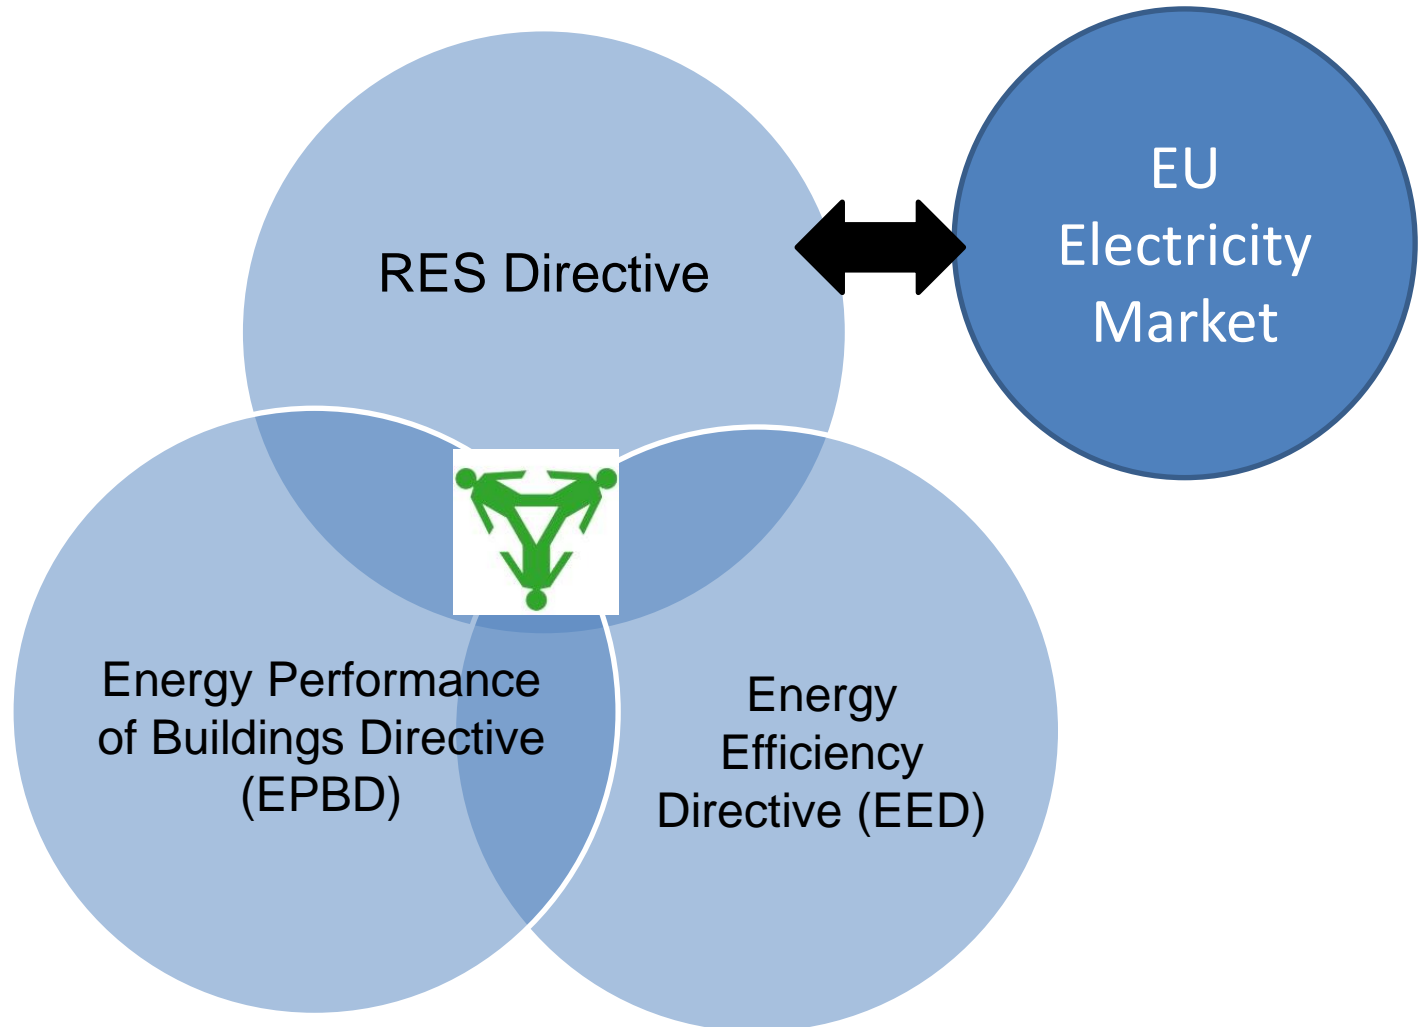 RES Directive
EU
Electricity
Market
Energy Performance
of Buildings Directive
(EPBD)
Energy
Efficiency
Directive (EED)